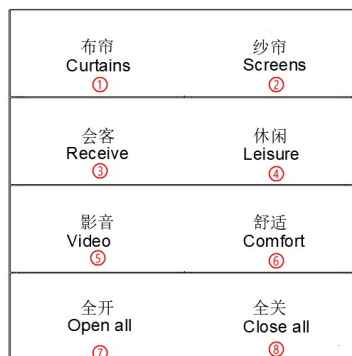 布帘 纱帘
Curtains Screens
① ②
会客 休闲
Receive Leisure
③ ④
影音 舒适
Video Comfort
⑤ ⑥
全开 全关
Open all Close all
⑦ ⑧